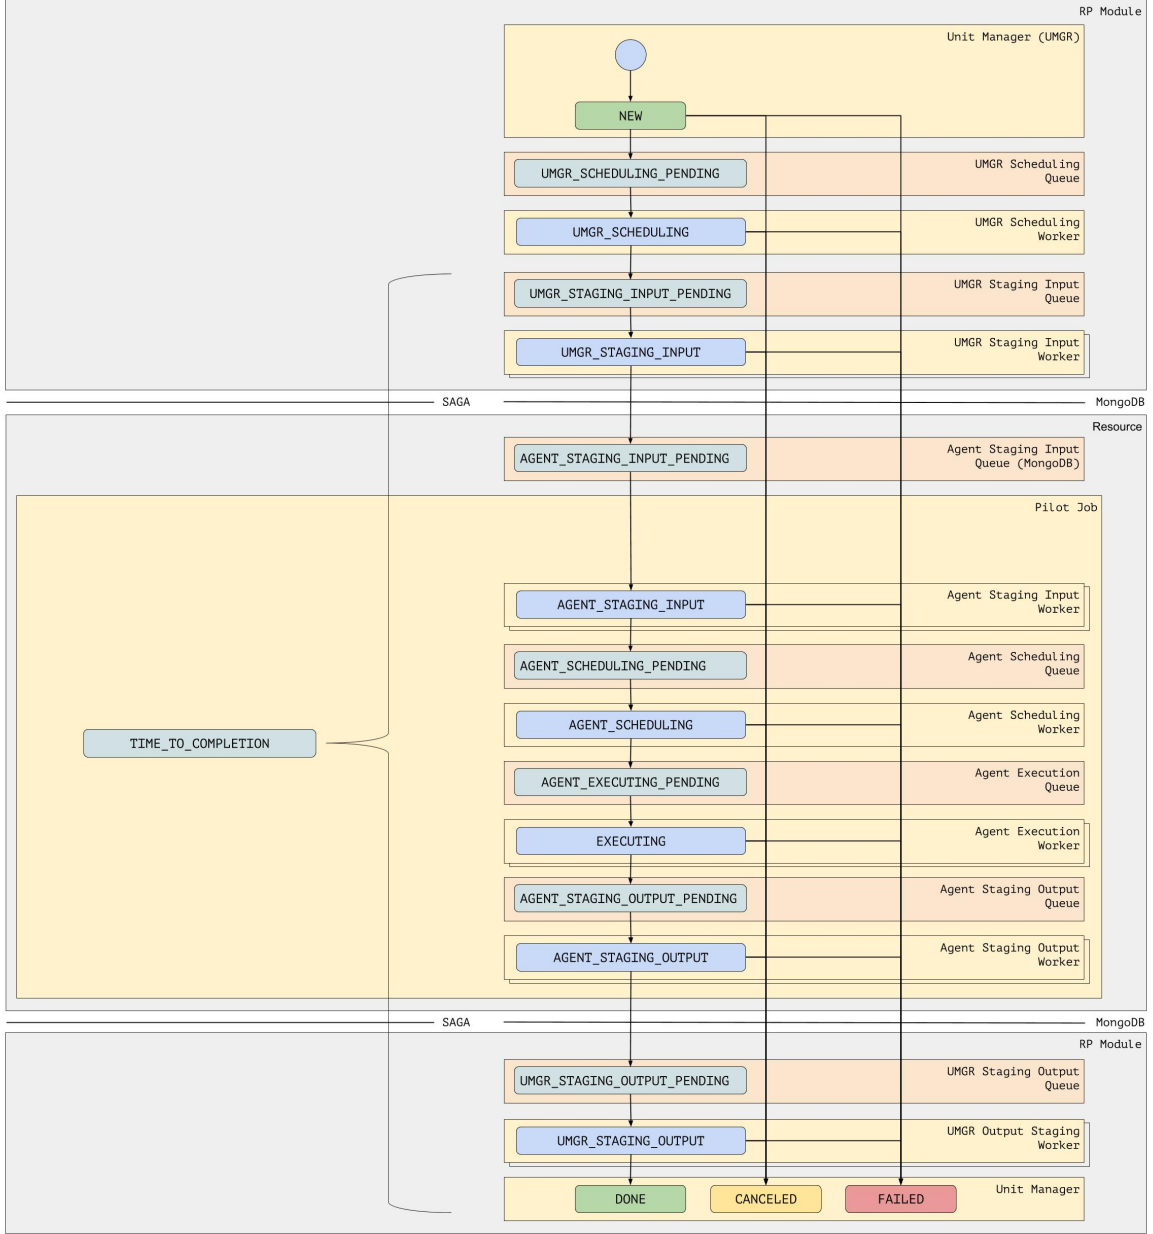 RP Module
Unit Manager (UMGR)
NEW
UMGR_SCHEDULING_PENDING
UMGR Scheduling
Queue
UMGR_SCHEDULING
UMGR Scheduling
Worker
UMGR_STAGING_INPUT_PENDING
UMGR Staging Input
Queue
UMGR_STAGING_INPUT
UMGR Staging Input
Worker
SAGA
MongoDB
Resource
AGENT_STAGING_INPUT_PENDING
Agent Staging Input
Queue (MongoDB)
Pilot Job
AGENT_STAGING_INPUT
Agent Staging Input
Worker
AGENT_SCHEDULING_PENDING
Agent Scheduling
Queue
AGENT_SCHEDULING
Agent Scheduling
Worker
TIME_TO_COMPLETION
AGENT_EXECUTING_PENDING
Agent Execution
Queue
EXECUTING
Agent Execution
Worker
AGENT_STAGING_OUTPUT_PENDING
Agent Staging Output
Queue
AGENT_STAGING_OUTPUT
Agent Staging Output
Worker
SAGA
MongoDB
RP Module
UMGR_STAGING_OUTPUT_PENDING
UMGR Staging Output
Queue
UMGR_STAGING_OUTPUT
UMGR Output Staging
Worker
DONE
CANCELED
FAILED
Unit Manager